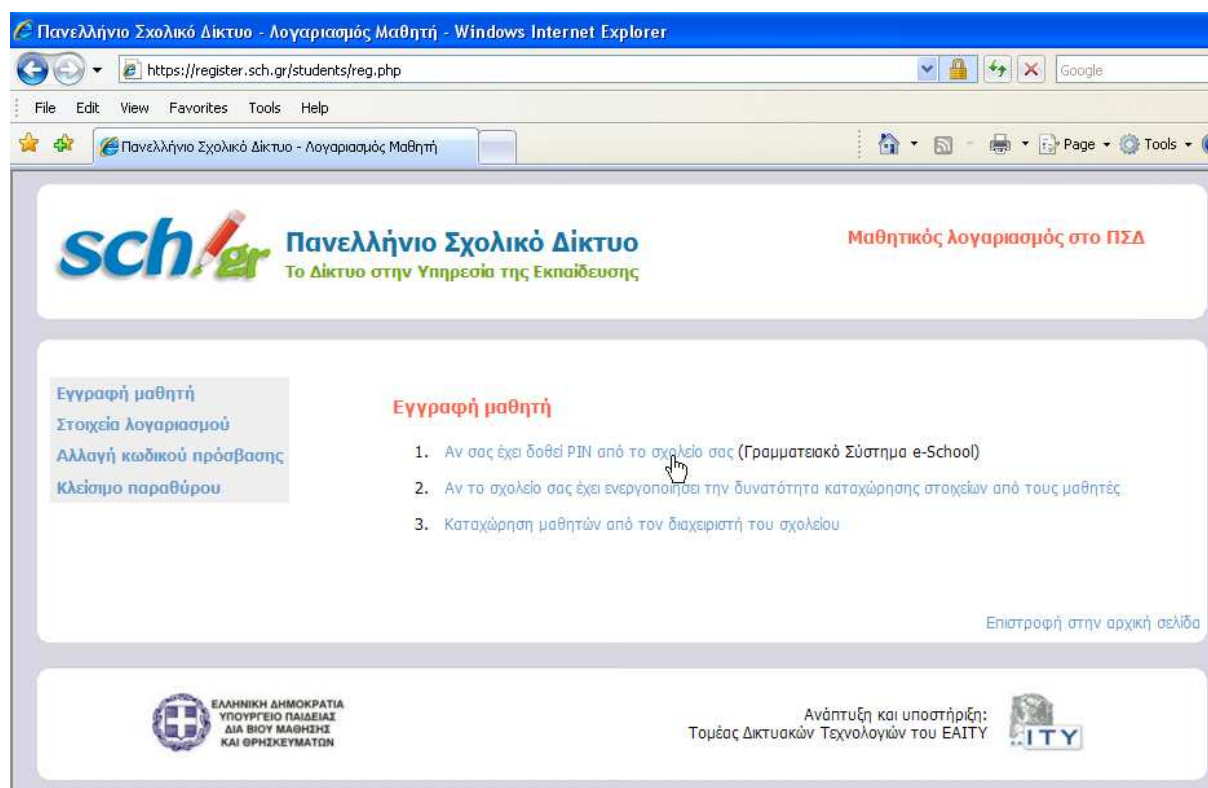 Πανελλήνιο Σχολικό Δίκτυο - Λογαριασμός Μαθητή - Windows Internet Explorer
https://register.sch.gr/students/reg.php
Google
File Edit View Favorites Tools Help
Πανελλήνιο Σχολικό Δίκτυο - Λογαριασμός Μαθητή
Page Tools
sch gr
Πανελλήνιο Σχολικό Δίκτυο
Το Δίκτυο στην Υπηρεσία της Εκπαίδευσης
Μαθητικός λογαριασμός στο ΠΣΔ
Εγγραφή μαθητή
Στοιχεία λογαριασμού
Αλλαγή κωδικού πρόσβασης
Κλείσιμο παραθύρου
Εγγραφή μαθητή
1. Αν σας έχει δοθεί PIN από το σχολείο σας (Γραμματειακό Σύστημα e-School)
2. Αν το σχολείο σας έχει ενεργοποιήσει την δυνατότητα καταχώρησης στοιχείων από τους μαθητές
3. Καταχώρηση μαθητών από τον διαχειριστή του σχολείου
Επιστροφή στην αρχική σελίδα
ΕΛΛΗΝΙΚΗ ΔΗΜΟΚΡΑΤΙΑ
ΥΠΟΥΡΓΕΙΟ ΠΑΙΔΕΙΑΣ
ΔΙΑ ΒΙΟΥ ΜΑΘΗΣΗΣ
ΚΑΙ ΘΡΗΣΚΕΥΜΑΤΩΝ
Ανάπτυξη και υποστήριξη:
Τομέας Δικτυακών Τεχνολογιών του ΕΑΙΤΥ
ITY